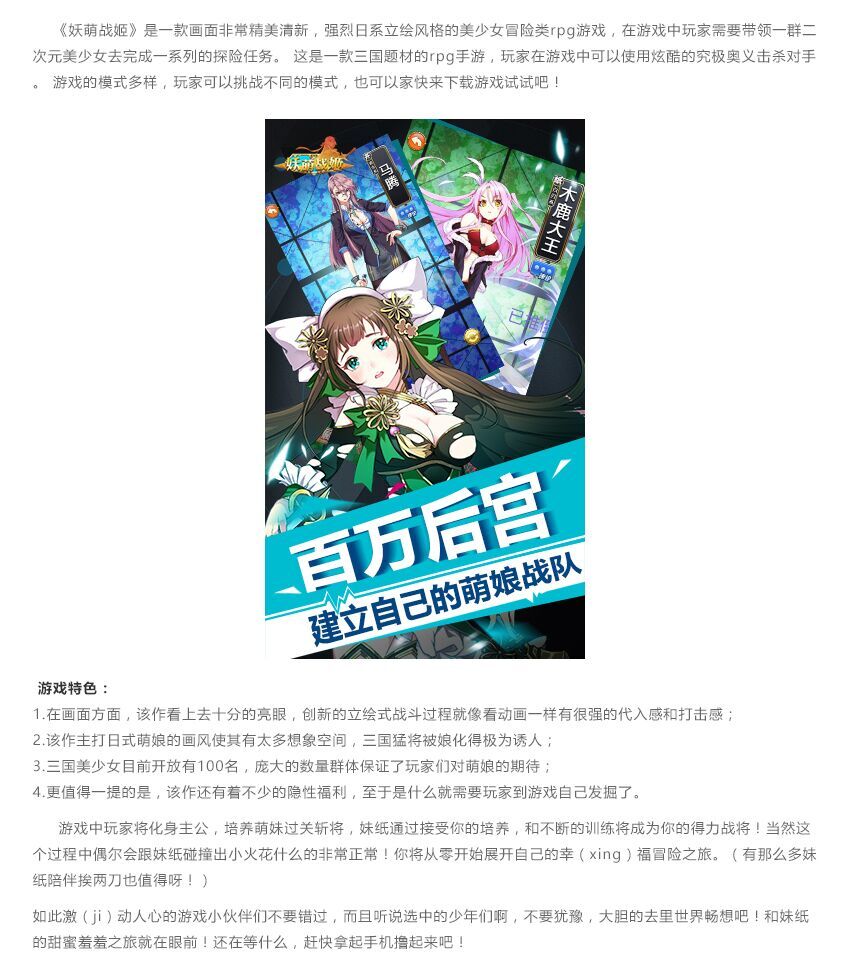 《妖萌战姬》是一款画面非常精美清新，强烈日系立绘风格的美少女冒险类rpg游戏，在游戏中玩家需要带领一群二
次元美少女去完成一系列的探险任务。 这是一款三国题材的rpg手游，玩家在游戏中可以使用炫酷的究极奥义击杀对手
。 游戏的模式多样，玩家可以挑战不同的模式，也可以家快来下载游戏试试吧！
妖萌战姬
马腾
木鹿大王
百万后宫
建立自己的萌娘战队
游戏特色：
1.在画面方面，该作看上去十分的亮眼，创新的立绘式战斗过程就像看动画一样有很强的代入感和打击感；
2.该作主打日式萌娘的画风使其有太多想象空间，三国猛将被娘化得极为诱人；
3.三国美少女目前开放有100名，庞大的数量群体保证了玩家们对萌娘的期待；
4.更值得一提的是，该作还有着不少的隐性福利，至于是什么就需要玩家到游戏自己发掘了。
游戏中玩家将化身主公，培养萌妹过关斩将，妹纸通过接受你的培养，和不断的训练将成为你的得力战将！当然这
个过程中偶尔会跟妹纸碰撞出小火花什么的非常正常！你将从零开始展开自己的幸（xing）福冒险之旅。（有那么多妹
纸陪伴挨两刀也值得呀！）
如此激（ji）动人心的游戏小伙伴们不要错过，而且听说选中的少年们啊，不要犹豫，大胆的去里世界畅想吧！和妹纸
的甜蜜羞羞之旅就在眼前！还在等什么，赶快拿起手机撸起来吧！